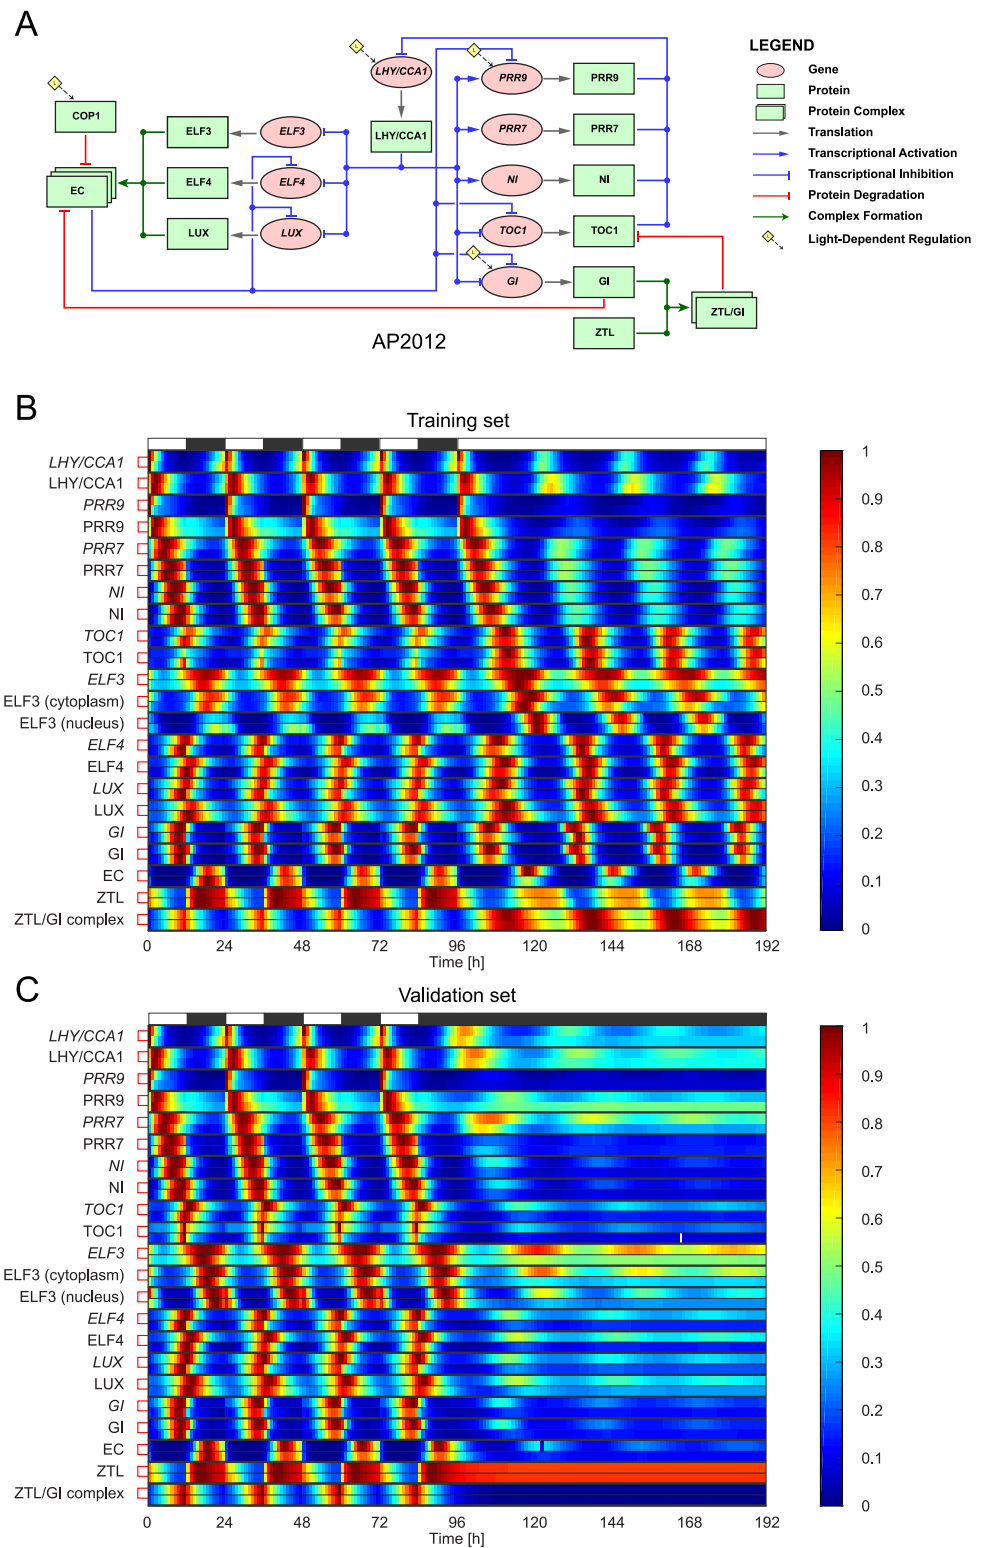 A
LHY/CCA1
PRR9
PRR9
LEGEND
Gene
COP1
Protein
ELF3
ELF3
LHY/CCA1
PRR7
PRR7
Protein Complex
Translation
Transcriptional Activation
EC
ELF4
ELF4
NI
NI
Transcriptional Inhibition
Protein Degradation
LUX
LUX
TOC1
TOC1
Complex Formation
L
Light-Dependent Regulation
GI
GI
ZTL/GI
ZTL
AP2012
B
Training set
LHY/CCA1
LHY/CCA1
PRR9
PRR9
PRR7
PRR7
NI
NI
TOC1
TOC1
ELF3
ELF3 (cytoplasm)
ELF3 (nucleus)
ELF4
ELF4
LUX
LUX
GI
GI
EC
ZTL
ZTL/GI complex
1
0.9
0.8
0.7
0.6
0.5
0.4
0.3
0.2
0.1
0
0 24 48 72 96 120 144 168 192
Time [h]
C
Validation set
LHY/CCA1
LHY/CCA1
PRR9
PRR9
PRR7
PRR7
NI
NI
TOC1
TOC1
ELF3
ELF3 (cytoplasm)
ELF3 (nucleus)
ELF4
ELF4
LUX
LUX
GI
GI
EC
ZTL
ZTL/GI complex
1
0.9
0.8
0.7
0.6
0.5
0.4
0.3
0.2
0.1
0
0 24 48 72 96 120 144 168 192
Time [h]